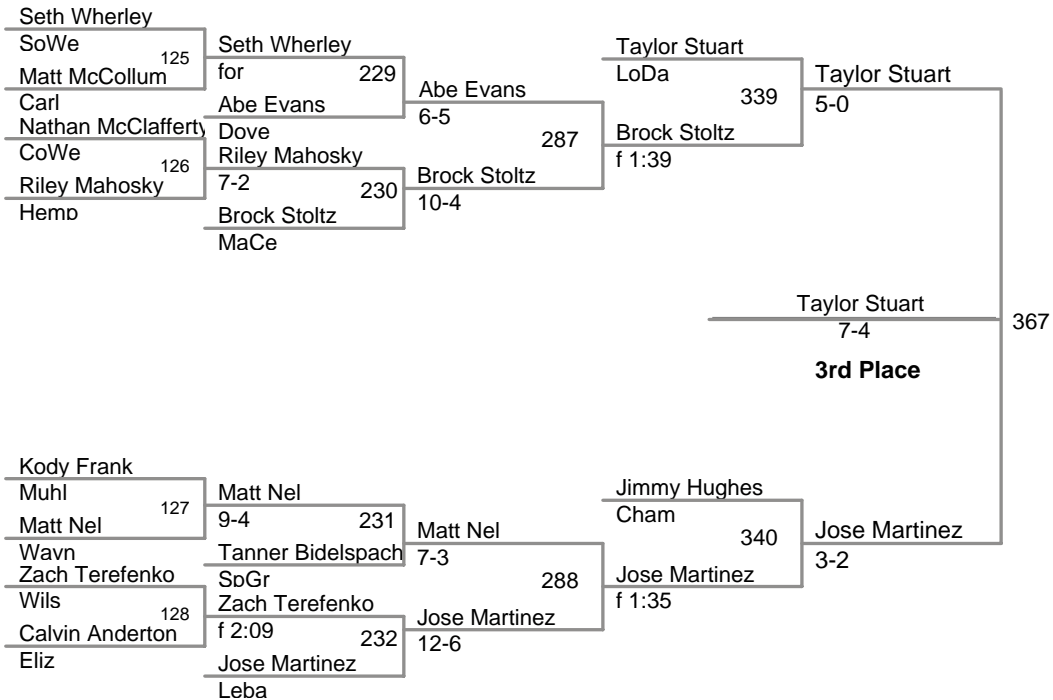 Seth Wherley
SoWe
125
Matt McCollum
Carl
Nathan McClafferty
CoWe
126
Riley Mahosky
Hemp
Seth Wherley
for
229
Abe Evans
Dove
Riley Mahosky
7-2
230
Brock Stoltz
MaCe
Abe Evans
6-5
287
Brock Stoltz
10-4
Taylor Stuart
LoDa
339
Brock Stoltz
f 1:39
Taylor Stuart
5-0
Taylor Stuart
7-4
367
3rd Place
Kody Frank
Muhl
127
Matt Nel
Wayn
Zach Terefenko
Wils
128
Calvin Anderton
Eliz
Matt Nel
9-4
231
Tanner Bidelspach
SpGr
Zach Terefenko
f 2:09
232
Jose Martinez
Leba
Matt Nel
7-3
288
Jose Martinez
12-6
Jimmy Hughes
Cham
340
Jose Martinez
f 1:35
Jose Martinez
3-2